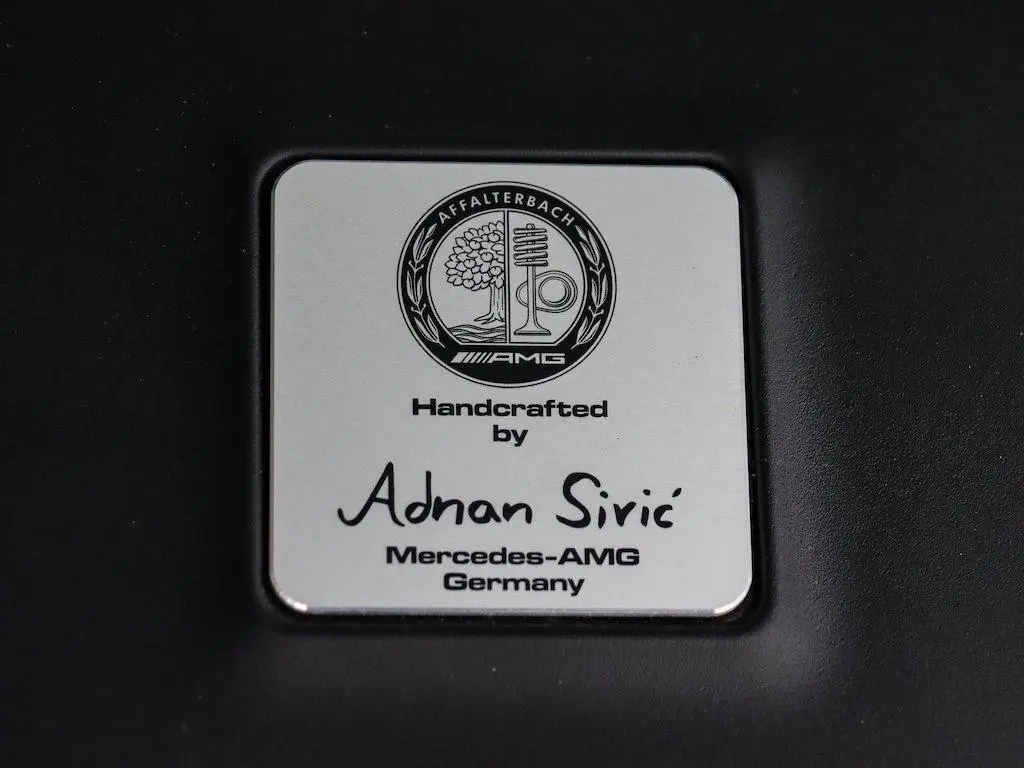 AFFALTERBACH
AMG
Handcrafted
by
Adnan Sirić
Mercedes-AMG
Germany